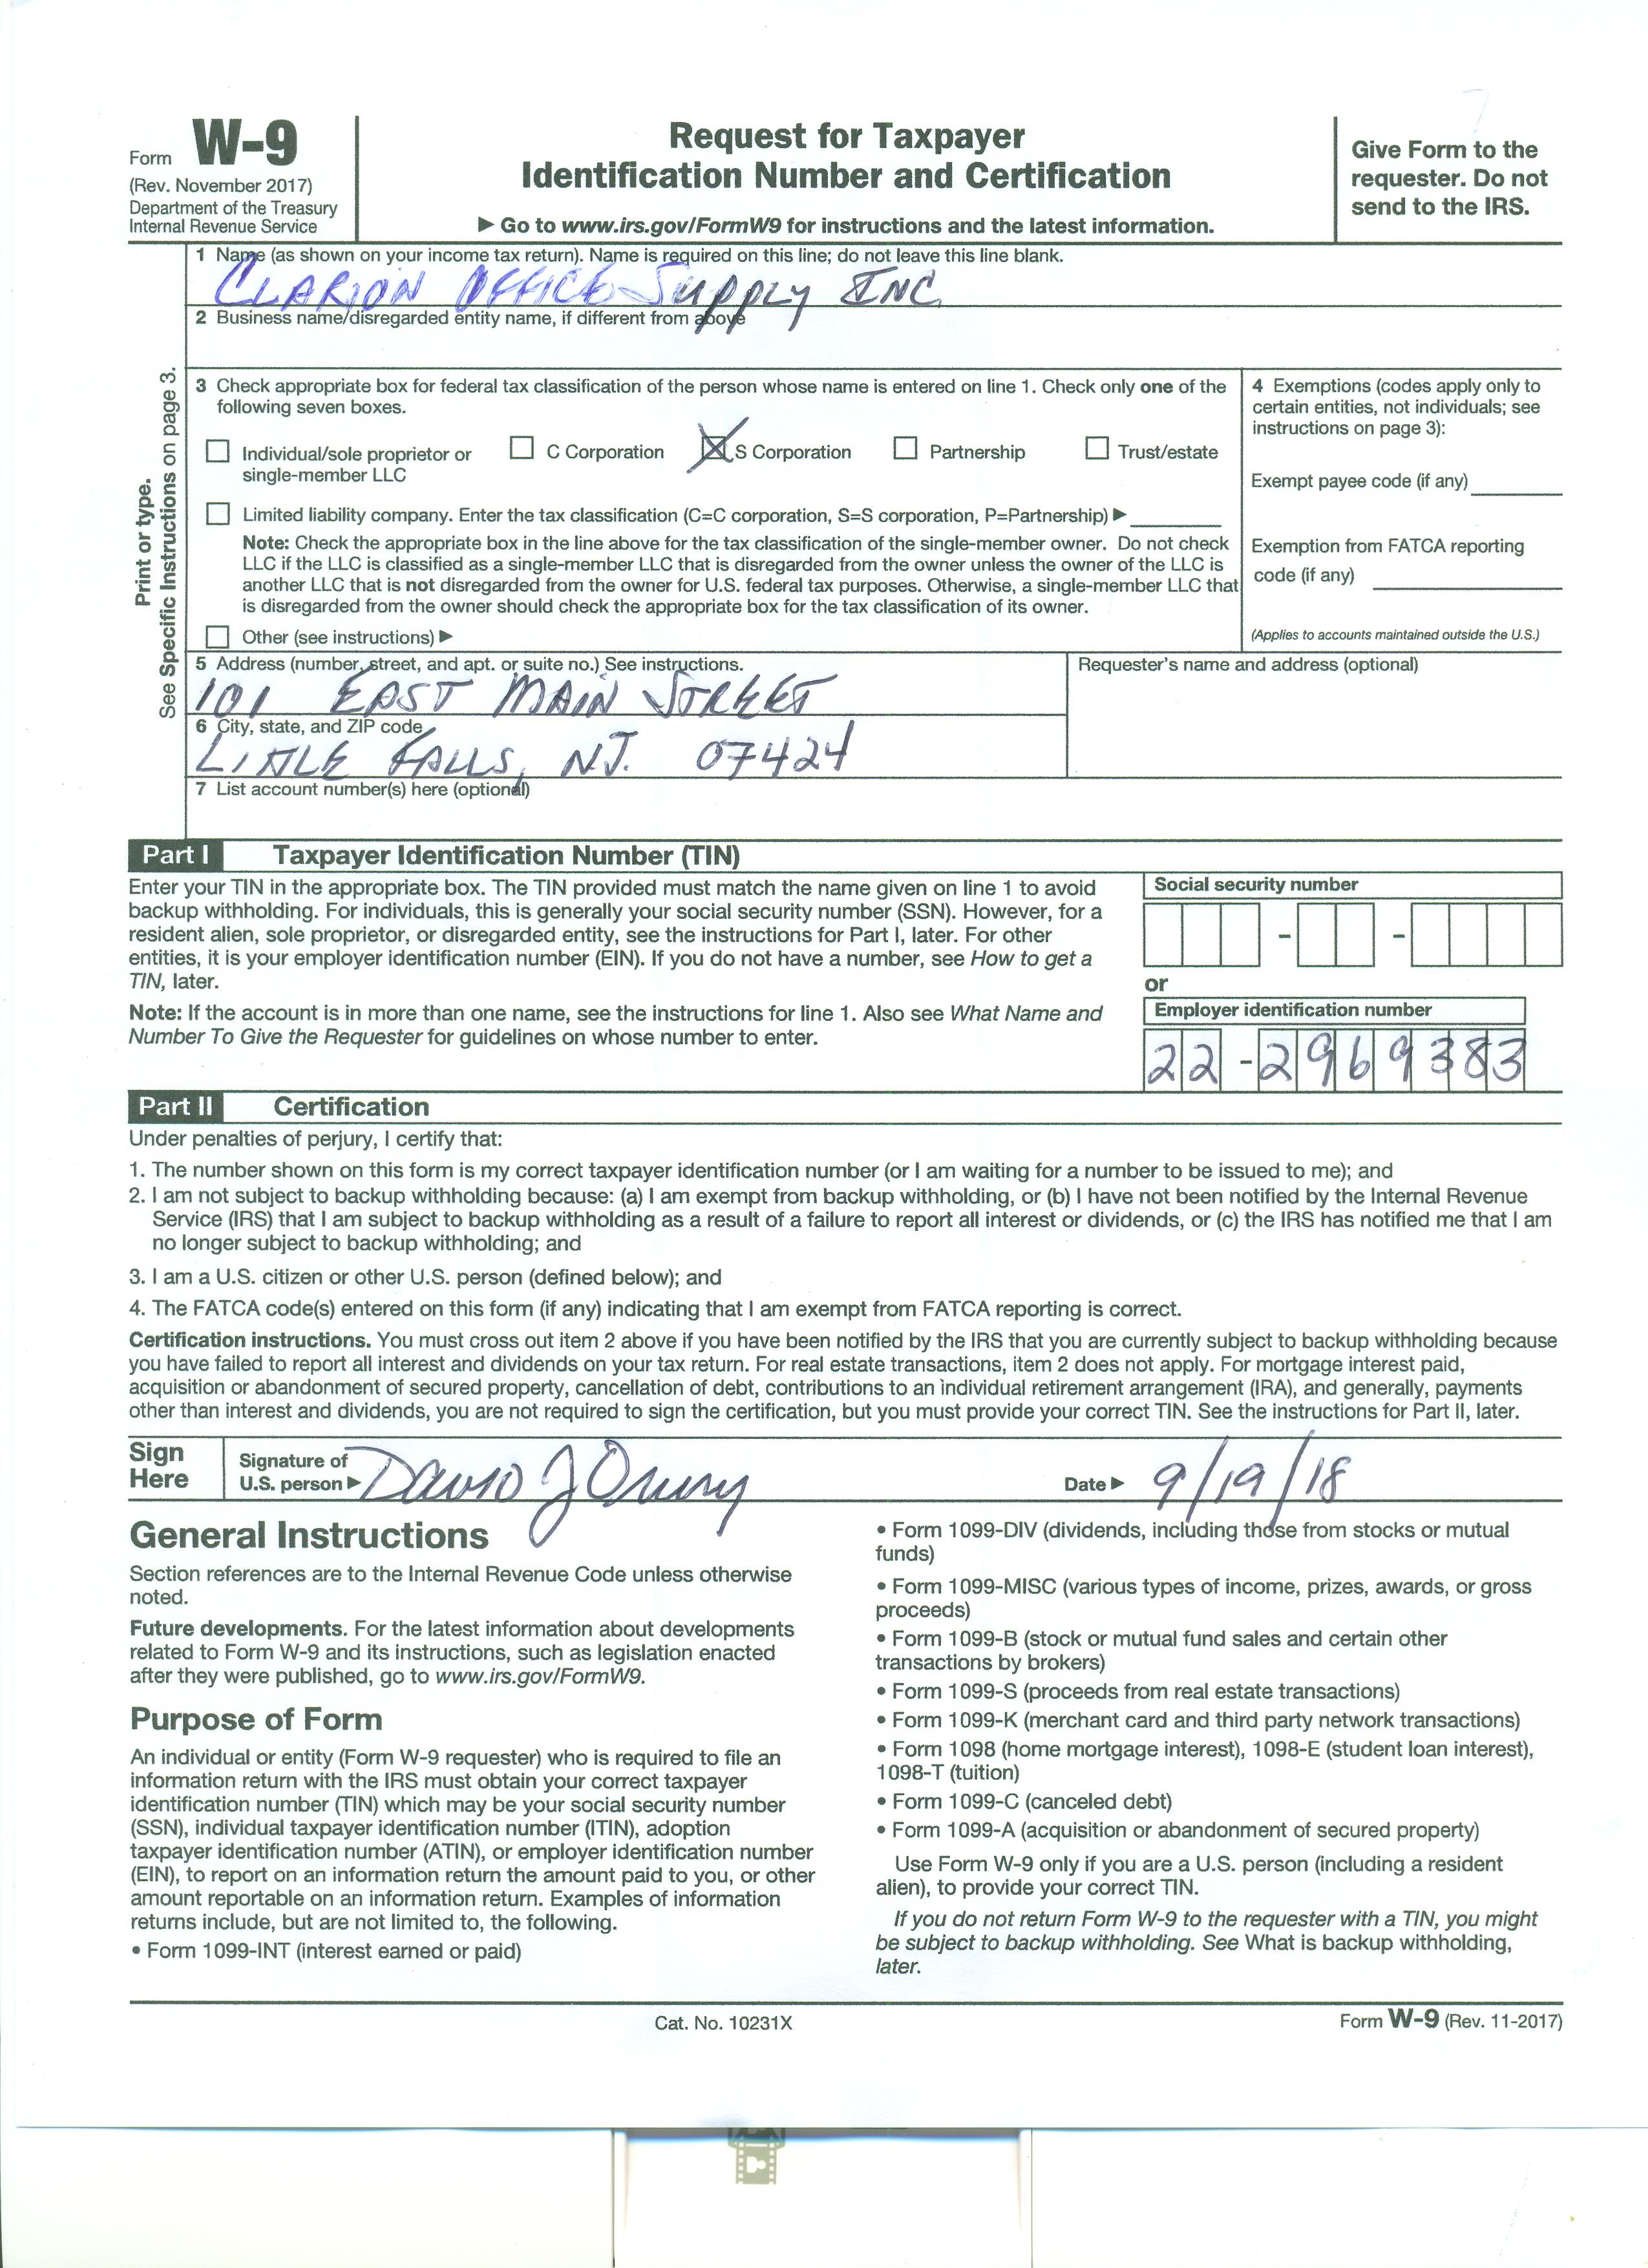 Form W-9
(Rev. November 2017)
Department of the Treasury
Internal Revenue Service
Request for Taxpayer
Identification Number and Certification
▶ Go to www.irs.gov/FormW9 for instructions and the latest information.
Give Form to the
requester. Do not
send to the IRS.
Print or type.
See Specific Instructions on page 3.
1 Name (as shown on your income tax return). Name is required on this line; do not leave this line blank.
CLARION OFFICE SUPPLY INC
2 Business name/disregarded entity name, if different from above
3 Check appropriate box for federal tax classification of the person whose name is entered on line 1. Check only one of the
following seven boxes.
Individual/sole proprietor or
single-member LLC
C Corporation
S Corporation
Partnership
Trust/estate
Limited liability company. Enter the tax classification (C=C corporation, S=S corporation, P=Partnership) ▶
Note: Check the appropriate box in the line above for the tax classification of the single-member owner. Do not check
LLC if the LLC is classified as a single-member LLC that is disregarded from the owner unless the owner of the LLC is
another LLC that is not disregarded from the owner for U.S. federal tax purposes. Otherwise, a single-member LLC that
is disregarded from the owner should check the appropriate box for the tax classification of its owner.
Other (see instructions) ▶
4 Exemptions (codes apply only to
certain entities, not individuals; see
instructions on page 3):
Exempt payee code (if any)
Exemption from FATCA reporting
code (if any)
(Applies to accounts maintained outside the U.S.)
5 Address (number, street, and apt. or suite no.) See instructions.
101 EAST MAIN STREET
Requester's name and address (optional)
6 City, state, and ZIP code
LITTLE FALLS, NJ. 07424
7 List account number(s) here (optional)
Part I Taxpayer Identification Number (TIN)
Enter your TIN in the appropriate box. The TIN provided must match the name given on line 1 to avoid
backup withholding. For individuals, this is generally your social security number (SSN). However, for a
resident alien, sole proprietor, or disregarded entity, see the instructions for Part I, later. For other
entities, it is your employer identification number (EIN). If you do not have a number, see How to get a
TIN, later.
Note: If the account is in more than one name, see the instructions for line 1. Also see What Name and
Number To Give the Requester for guidelines on whose number to enter.
Social security number
- -
or
Employer identification number
22-2969383
Part II Certification
Under penalties of perjury, I certify that:
1. The number shown on this form is my correct taxpayer identification number (or I am waiting for a number to be issued to me); and
2. I am not subject to backup withholding because: (a) I am exempt from backup withholding, or (b) I have not been notified by the Internal Revenue
Service (IRS) that I am subject to backup withholding as a result of a failure to report all interest or dividends, or (c) the IRS has notified me that I am
no longer subject to backup withholding; and
3. I am a U.S. citizen or other U.S. person (defined below); and
4. The FATCA code(s) entered on this form (if any) indicating that I am exempt from FATCA reporting is correct.
Certification instructions. You must cross out item 2 above if you have been notified by the IRS that you are currently subject to backup withholding because
you have failed to report all interest and dividends on your tax return. For real estate transactions, item 2 does not apply. For mortgage interest paid,
acquisition or abandonment of secured property, cancellation of debt, contributions to an individual retirement arrangement (IRA), and generally, payments
other than interest and dividends, you are not required to sign the certification, but you must provide your correct TIN. See the instructions for Part II, later.
Sign
Here
Signature of
U.S. person ▶ David J
Date ▶ 9/19/18
General Instructions
Section references are to the Internal Revenue Code unless otherwise
noted.
Future developments. For the latest information about developments
related to Form W-9 and its instructions, such as legislation enacted
after they were published, go to www.irs.gov/FormW9.
Purpose of Form
An individual or entity (Form W-9 requester) who is required to file an
information return with the IRS must obtain your correct taxpayer
identification number (TIN) which may be your social security number
(SSN), individual taxpayer identification number (ITIN), adoption
taxpayer identification number (ATIN), or employer identification number
(EIN), to report on an information return the amount paid to you, or other
amount reportable on an information return. Examples of information
returns include, but are not limited to, the following.
• Form 1099-INT (interest earned or paid)
• Form 1099-DIV (dividends, including those from stocks or mutual
funds)
• Form 1099-MISC (various types of income, prizes, awards, or gross
proceeds)
• Form 1099-B (stock or mutual fund sales and certain other
transactions by brokers)
• Form 1099-S (proceeds from real estate transactions)
• Form 1099-K (merchant card and third party network transactions)
• Form 1098 (home mortgage interest), 1098-E (student loan interest),
1098-T (tuition)
• Form 1099-C (canceled debt)
• Form 1099-A (acquisition or abandonment of secured property)
Use Form W-9 only if you are a U.S. person (including a resident
alien), to provide your correct TIN.
If you do not return Form W-9 to the requester with a TIN, you might
be subject to backup withholding. See What is backup withholding,
later.
Cat. No. 10231X
Form W-9 (Rev. 11-2017)